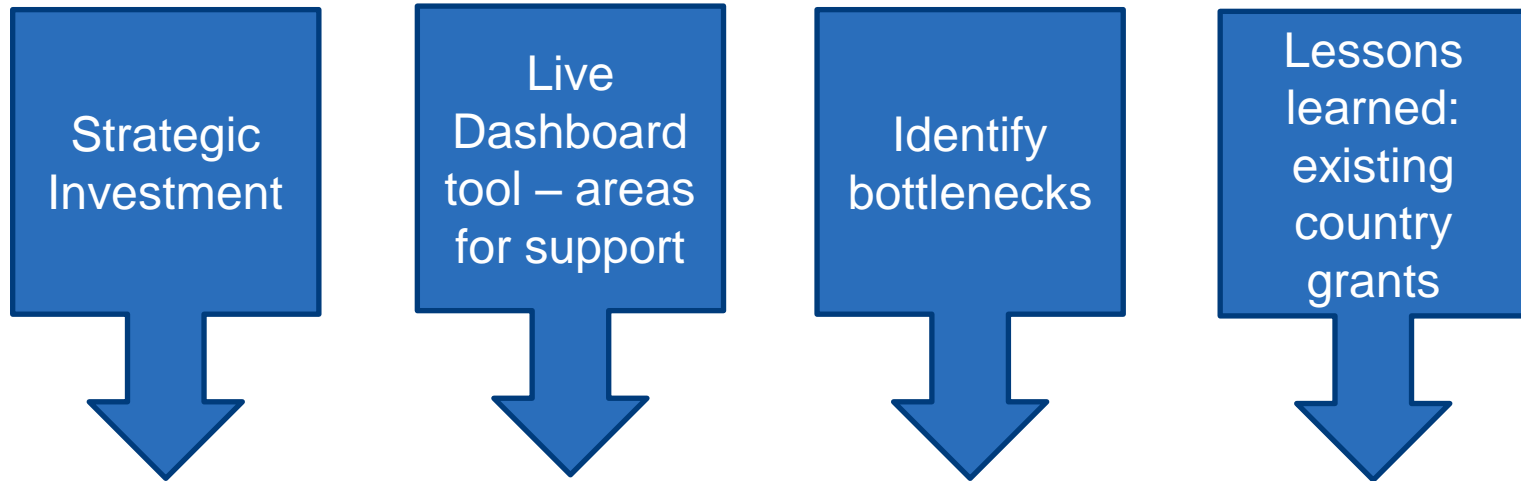 Strategic
Investment
Live
Dashboard
tool – areas
for support
Identify
bottlenecks
Lessons
learned:
existing
country
grants